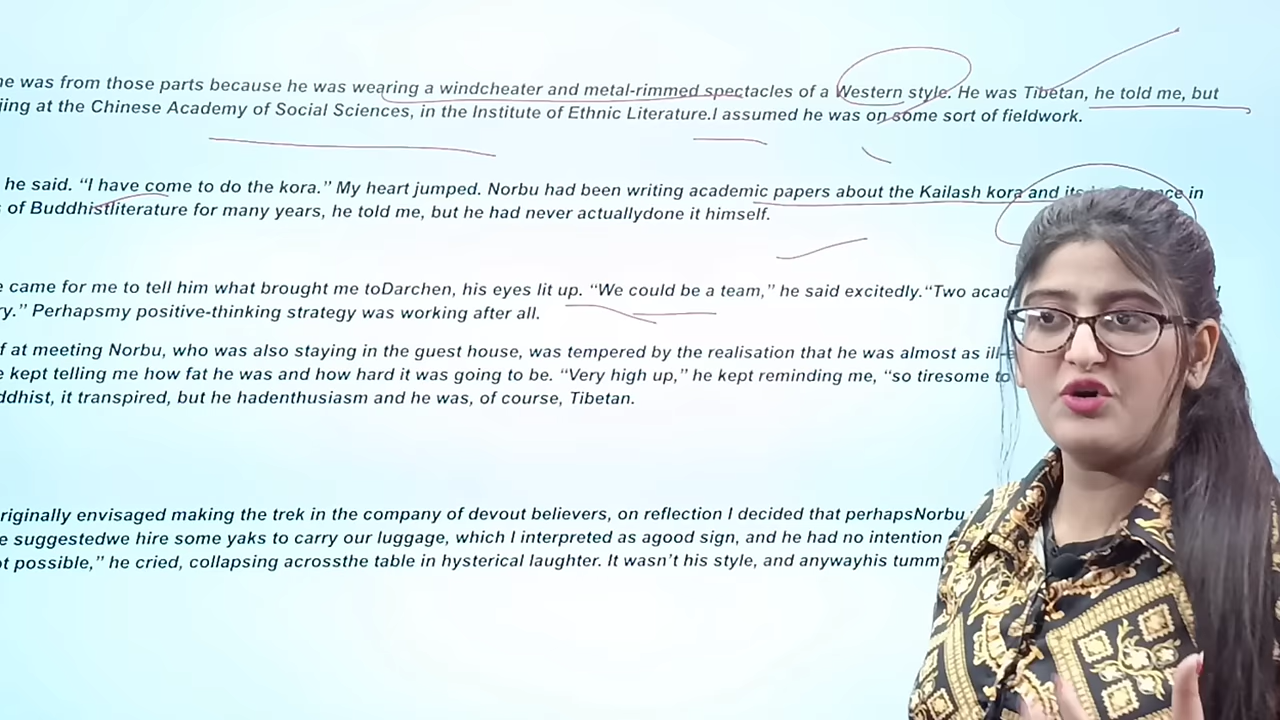 was from those parts because he was wearing a windcheater and metal-rimmed spectacles of a Western style. He was Tibetan, he told me, but
at the Chinese Academy of Social Sciences, in the Institute of Ethnic Literature.I assumed he was on some sort of fieldwork.
he said. “I have come to do the kora.” My heart jumped. Norbu had been writing academic papers about the Kailash kora and its in
of Buddhistliterature for many years, he told me, but he had never actuallydone it himself.
came for me to tell him what brought me toDarchen, his eyes lit up. “We could be a team,” he said excitedly.“Two
Perhapsmy positive-thinking strategy was working after all.
at meeting Norbu, who was also staying in the guest house, was tempered by the realisation that he was almost as
kept telling me how fat he was and how hard it was going to be. “Very high up,” he kept reminding me, “so tiresome to
it transpired, but he hadenthusiasm and he was, of course, Tibetan.
envisaged making the trek in the company of devout believers, on reflection I decided that perhapsNorbu
suggestedwe hire some yaks to carry our luggage, which I interpreted as agood sign, and he had no intention
possible,” he cried, collapsing acrossthe table in hysterical laughter. It wasn’t his style, and anywayhis